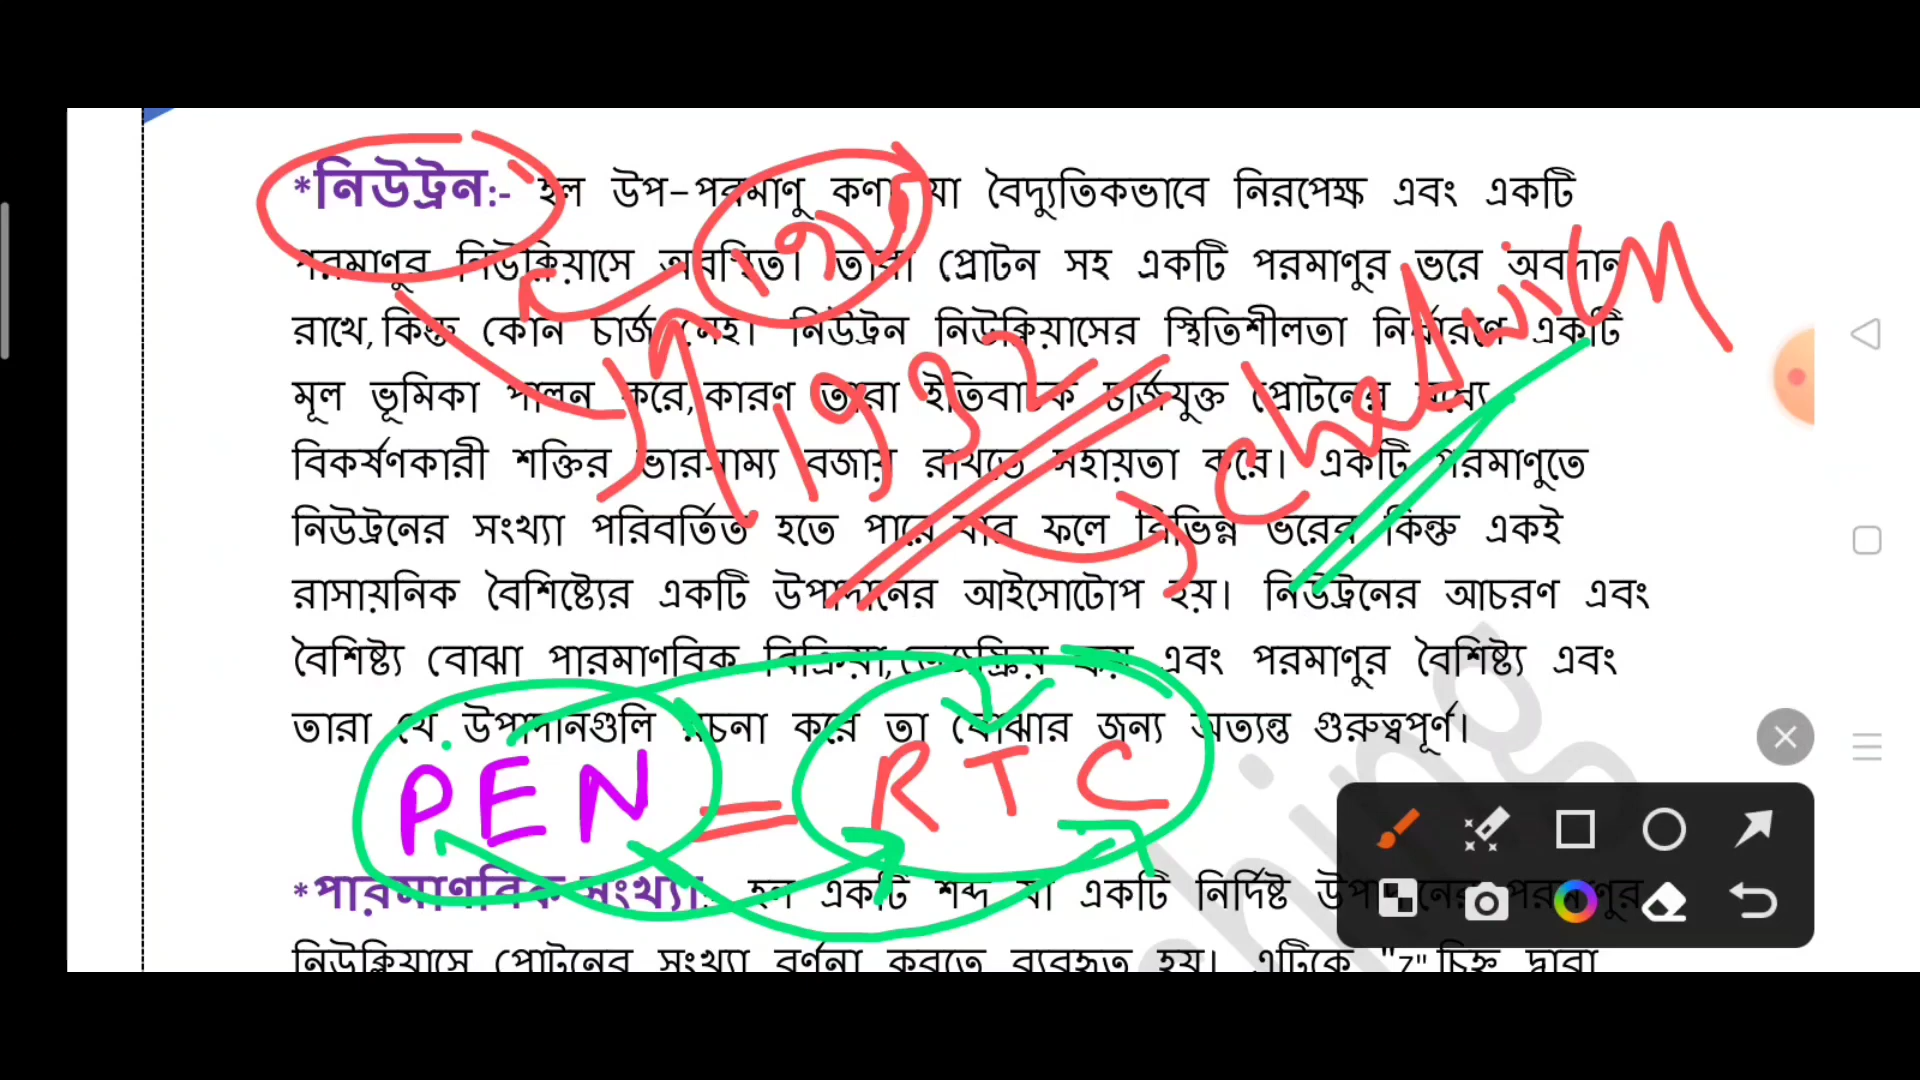 *নিউট্রন:- হল উপ-পরমাণু কণা যা বৈদ্যুতিকভাবে নিরপেক্ষ এবং একটি
পরমাণুর নিউক্লিয়াসে অবস্থিত। তারা প্রোটন সহ একটি পরমাণুর ভরে অবদান
রাখে, কিন্তু কোন চার্জ নেই। নিউট্রন নিউক্লিয়াসের স্থিতিশীলতা নির্ধারণে একটি
মূল ভূমিকা পালন করে, কারণ তারা ইতিবাচক চার্জযুক্ত প্রোটনের মধ্যে
বিকর্ষণকারী শক্তির ভারসাম্য বজায় রাখতে সহায়তা করে। একটি পরমাণুতে
নিউট্রনের সংখ্যা পরিবর্তিত হতে পারে যার ফলে বিভিন্ন ভরের কিন্তু একই
রাসায়নিক বৈশিষ্ট্যের একটি উপাদানের আইসোটোপ হয়। নিউট্রনের আচরণ এবং
বৈশিষ্ট্য বোঝা পারমাণবিক বিক্রিয়া, তেজস্ক্রিয় ক্ষয় এবং পরমাণুর বৈশিষ্ট্য এবং
তারা যে উপাদানগুলি রচনা করে তা বোঝার জন্য অত্যন্ত গুরুত্বপূর্ণ।
1932
Chadwick
PEN = RTC
*পারমাণবিক সংখ্যা:- হল একটি শব্দ যা একটি নির্দিষ্ট উপাদানের পরমাণুর
নিউক্লিয়াসে প্রোটনের সংখ্যা বর্ণনা করতে ব্যবহৃত হয়। এটিকে "Z" চিহ্ন দ্বারা